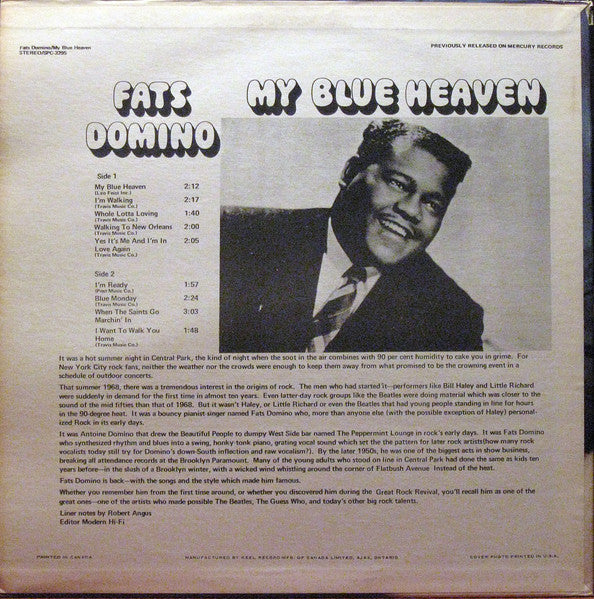 Fats Domino/My Blue Heaven
STEREO/SPC-3295
PREVIOUSLY RELEASED ON MERCURY RECORDS
FATS
DOMINO
MY BLUE HEAVEN
Side 1
My Blue Heaven 2:12
(Leo Feist Inc.)
I'm Walking 2:17
(Travis Music Co.)
Whole Lotta Loving 1:40
(Travis Music Co.)
Walking To New Orleans 2:00
(Travis Music Co.)
Yes It's Me And I'm In 2:05
Love Again
(Travis Music Co.)
Side 2
I'm Ready 1:57
(Post Music Co.)
Blue Monday 2:24
(Travis Music Co.)
When The Saints Go 3:03
Marchin' In
I Want To Walk You 1:48
Home
(Travis Music Co.)
It was a hot summer night in Central Park, the kind of night when the soot in the air combines with 90 per cent humidity to cake you in grime. For
New York City rock fans, neither the weather nor the crowds were enough to keep them away from what promised to be the crowning event in a
schedule of outdoor concerts.
That summer 1968, there was a tremendous interest in the origins of rock. The men who had started it—performers like Bill Haley and Little Richard
were suddenly in demand for the first time in almost ten years. Even latter-day rock groups like the Beatles were doing material which was closer to the
sound of the mid fifties than that of 1968. But it wasn't Haley, or Little Richard or even the Beatles that had young people standing in line for hours
in the 90-degree heat. It was a bouncy pianist-singer named Fats Domino who, more than anyone else (with the possible exception of Haley) personal-
ized Rock in its early days.
It was Antoine Domino that drew the Beautiful People to dumpy West Side bar named The Peppermint Lounge in rock's early days. It was Fats Domino
who synthesized rhythm and blues into a swing, honky tonk piano, grating vocal sound which set the the pattern for later rock artists(how many rock
vocalists today still try for Domino's down-South inflection and raw vocalism?). By the later 1950s, he was one of the biggest acts in show business,
breaking all attendance records at the Brooklyn Paramount. Many of the young adults who stood on line in Central Park had done the same as kids ten
years before—in the slush of a Brooklyn winter, with a wicked wind whistling around the corner of Flatbush Avenue Instead of the heat.
Fats Domino is back—with the songs and the style which made him famous.
Whether you remember him from the first time around, or whether you discovered him during the Great Rock Revival, you'll recall him as one of the
great ones—one of the artists who made possible The Beatles, The Guess Who, and today's other big rock talents.
Liner notes by Robert Angus
Editor Modern Hi-Fi
PRINTED IN CANADA
MANUFACTURED BY KEEL RECORD MFG. OF CANADA LIMITED, AJAX, ONTARIO.
COVER PHOTO PRINTED IN U.S.A.